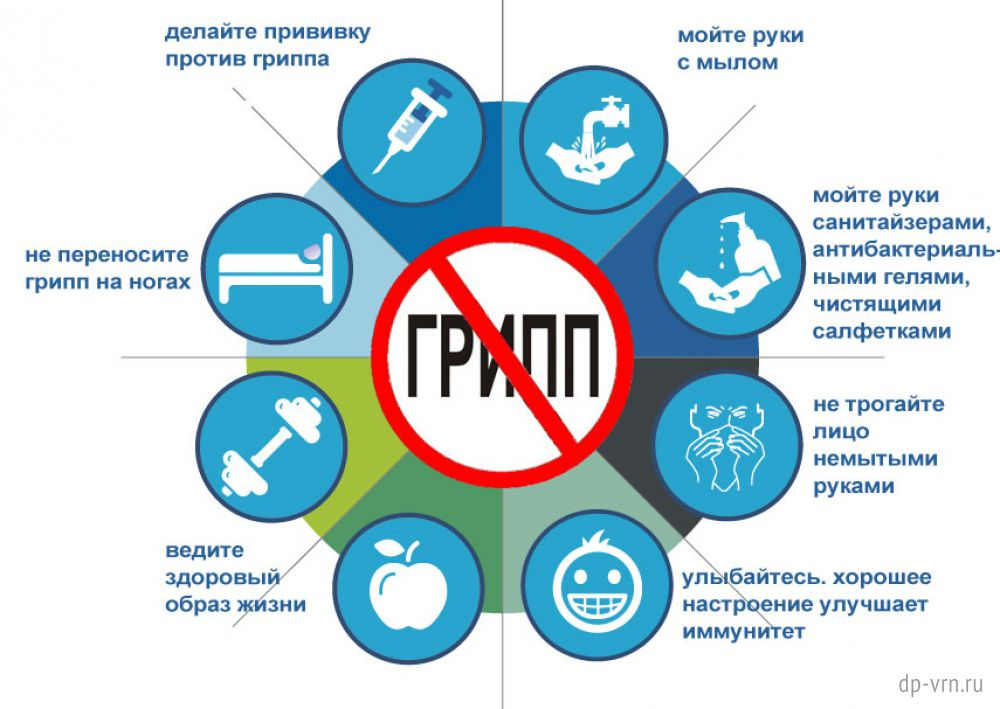 делайте прививку
против гриппа
мойте руки
с мылом
мойте руки
санитайзерами,
антибактериаль-
ными гелями,
чистящими
салфетками
не переносите
грипп на ногах
ГРИПП
не трогайте
лицо
немытыми
руками
ведите
здоровый
образ жизни
улыбайтесь. хорошее
настроение улучшает
иммунитет
dp-vrn.ru